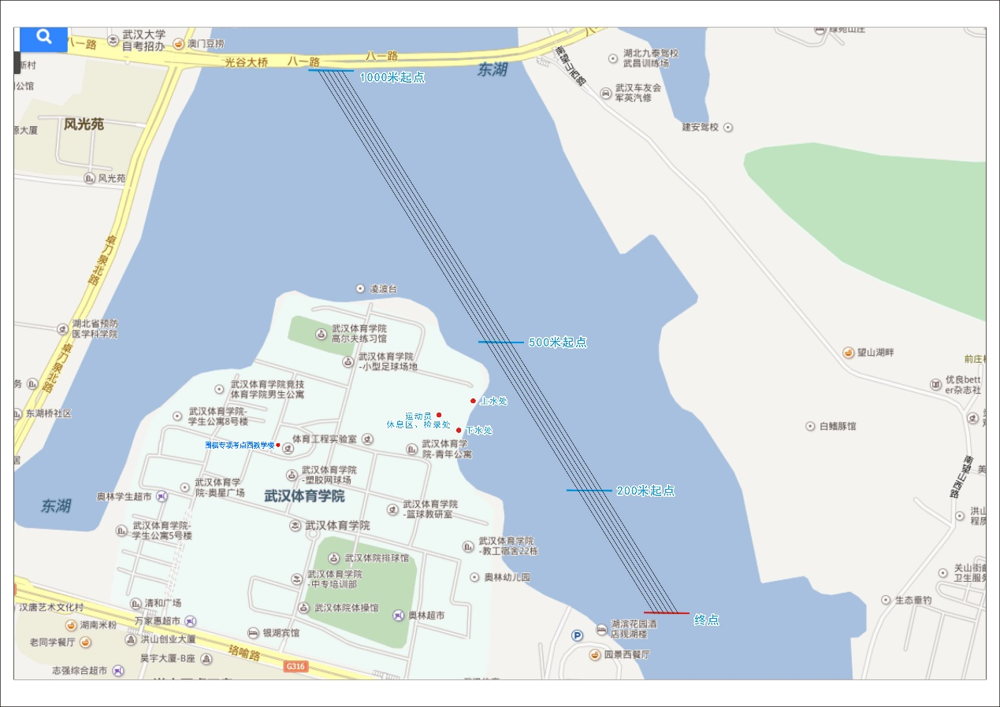 武汉大学
自考招办
澳门豆捞
八一路
光谷大桥
八一路
八一路
八一路
东湖
1000米起点
绿苑山庄
南望山西路
湖北九泰驾校
武昌训练场
武汉车友会
军英汽修
建安驾校
新村
公馆
风光苑
源大厦
风光苑
卓刀泉北路
凌波台
湖北省预防
医学科学院
卓刀泉北路
武汉体育学院
高尔夫练习馆
500米起点
武汉体育学院
-小型足球场地
望山湖畔
前庄
优良bett
er杂志社
务
武汉体育学院竞技
体育学院男生公寓
上水处
东湖桥社区
武汉体育学院-
学生公寓8号楼
运动员
休息区、检录处
下水处
白鳍豚馆
体育工程实验室
围棋专项考点西教学楼
武汉体育学
院-青年公寓
居
南望山西路
美
武汉体育学院
-塑胶网球场
武汉体育学
院-奥星广场
200米起点
奥林学生超市
武汉体育学院
东湖
武汉体育学院
-篮球教研室
洪山
程质
武汉体育学院-
学生公寓5号楼
武汉体育学院
武汉体育学院
-教工宿舍22栋
武汉体院排球馆
关山街
卫生服务
武汉体育学院
-中专培训部
奥林幼儿园
生态垂钓
清和广场
汉唐艺术文化村
武汉体院体操馆
奥林超市
终点
万家惠超市
湖南米粉
银湖宾馆
P
湖滨花园酒
店观湖楼
老同学餐厅
洪山创业大厦
珞喻路
园景西餐厅
昊宇大厦-B座
G316
志强综合超市